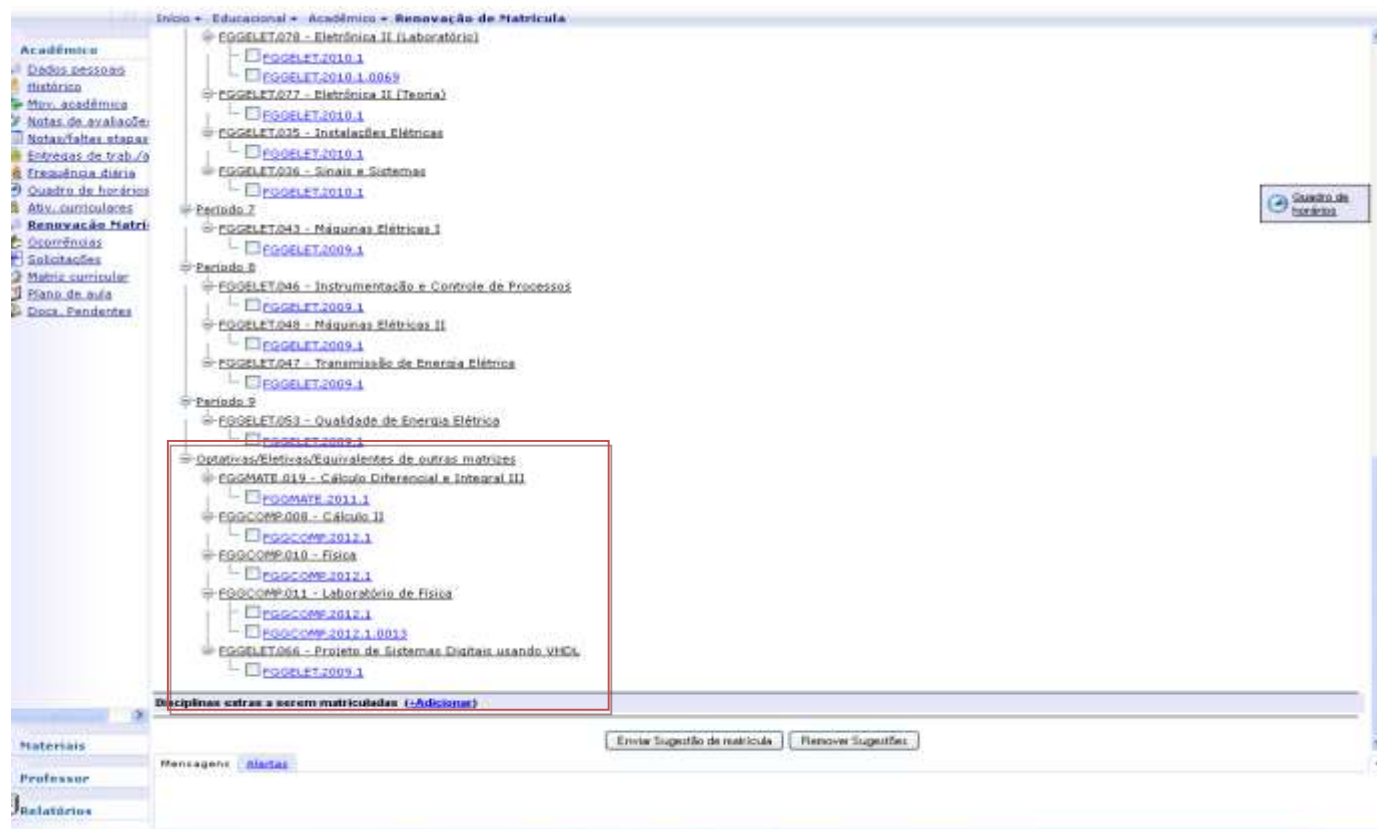 Início Educacional Acadêmico Renovação de Matrícula
Acadêmico
Dados pessoais
Histórico
Mov. acadêmica
Notas de avaliaçõe
Notas/faltas etapas
Entregas de trab./a
Frequência diária
Quadro de horários
Ativ. curriculares
Renovação Matrí
Ocorrências
Solicitações
Matriz curricular
Plano de aula
Docs. Pendentes
Materiais
Professor
Relatórios
FGGELET.078 - Eletrônica II (Laboratório)
FGGELET.2010.1
FGGELET.2010.1.0069
FGGELET.077 - Eletrônica II (Teoria)
FGGELET.2010.1
FGGELET.035 - Instalações Elétricas
FGGELET.2010.1
FGGELET.036 - Sinais e Sistemas
FGGELET.2010.1
Período 7
FGGELET.043 - Máquinas Elétricas I
FGGELET.2009.1
Período 8
FGGELET.046 - Instrumentação e Controle de Processos
FGGELET.2009.1
FGGELET.048 - Máquinas Elétricas II
FGGELET.2009.1
FGGELET.047 - Transmissão de Energia Elétrica
FGGELET.2009.1
Período 9
FGGELET.053 - Qualidade de Energia Elétrica
FGGELET.2009.1
Optativas/Eletivas/Equivalentes de outras matrizes
FGGMATE.019 - Cálculo Diferencial e Integral III
FGGMATE.2011.1
FGGCOMP.008 - Cálculo II
FGGCOMP.2012.1
FGGCOMP.010 - Física
FGGCOMP.2012.1
FGGCOMP.011 - Laboratório de Física
FGGCOMP.2012.1
FGGCOMP.2012.1.0013
FGGELET.066 - Projeto de Sistemas Digitais usando VHDL
FGGELET.2009.1
Quadro de
horários
Disciplinas extras a serem matriculadas (+Adicionar)
Enviar Sugestão de matrícula Remover Sugestões
Mensagens Alertas